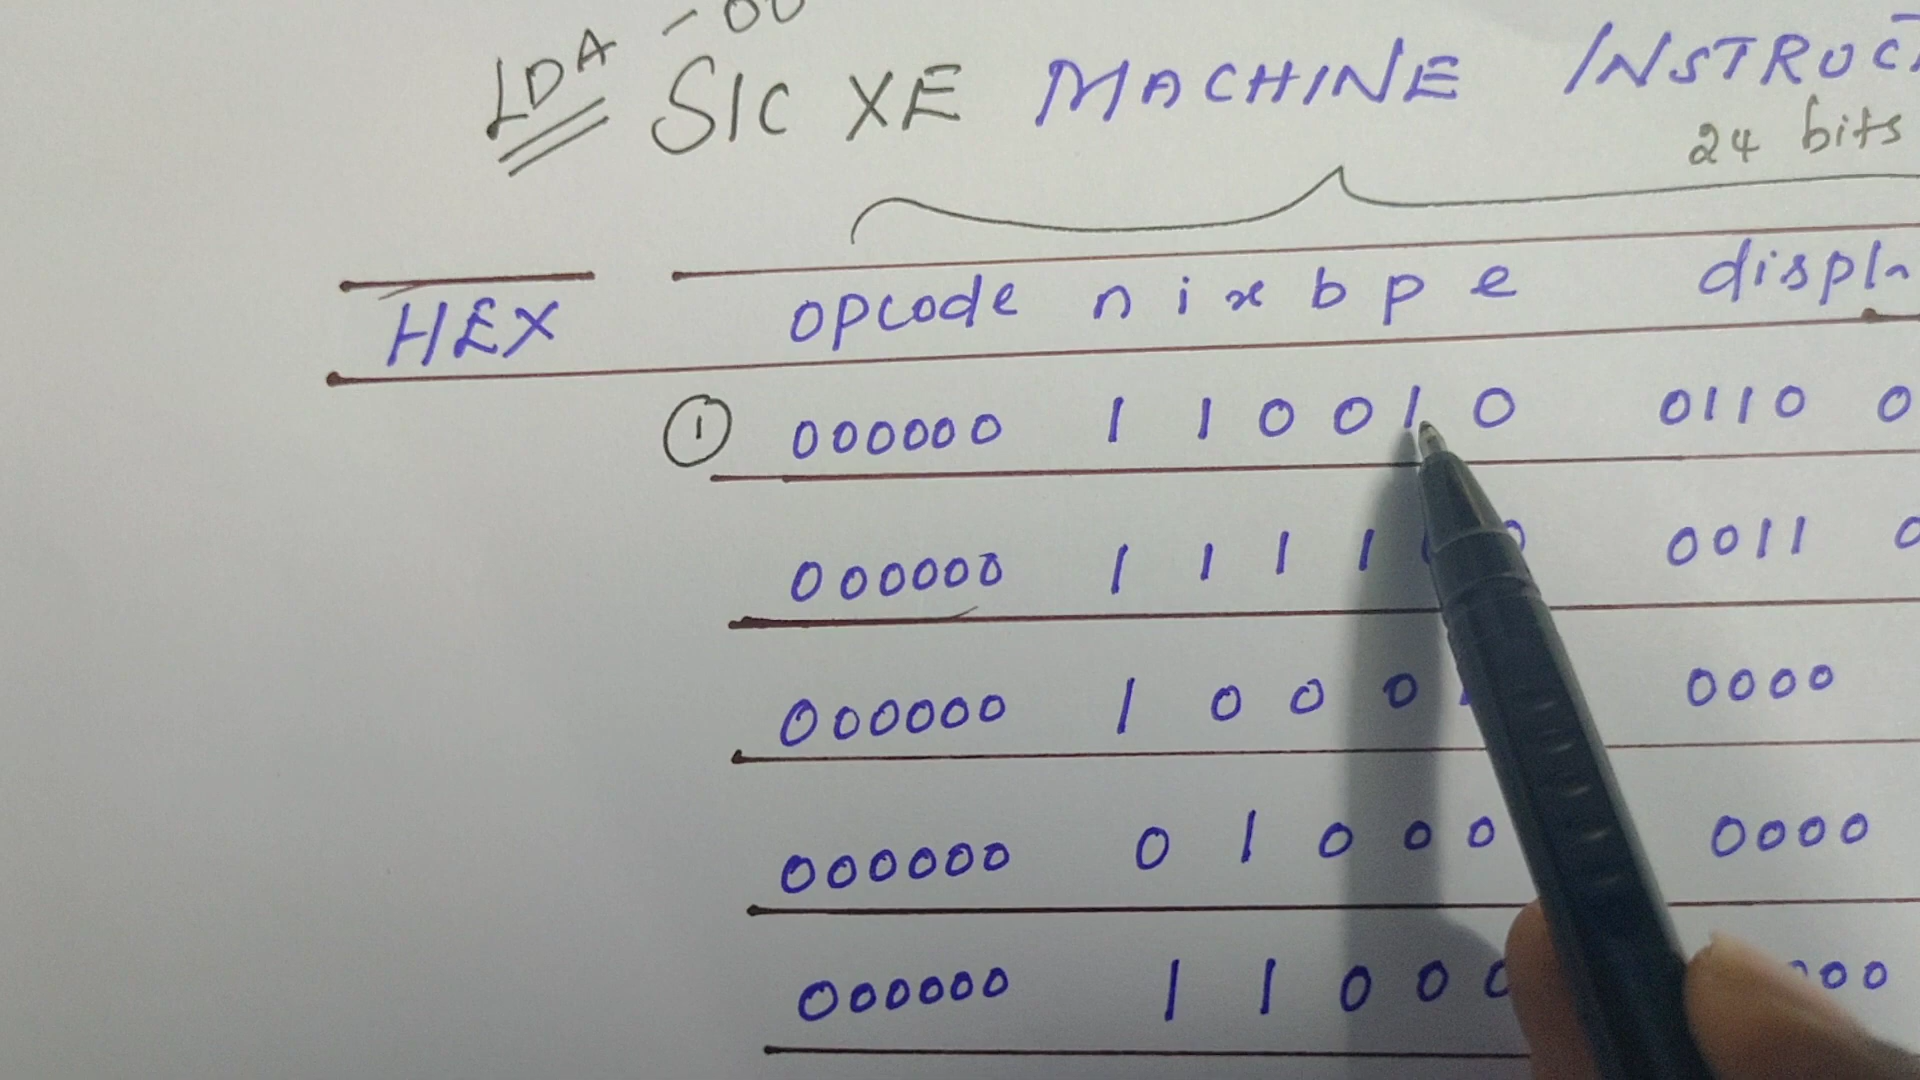 LDA - 00
SIC XE MACHINE
24 bits
HEX opcode n i x b p e
① 000000 1 1 0 0 1 0 0110 0
000000 1 1 1 1 0011
000000 1 0 0 0 0000
000000 0 1 0 0 0 0000
000000 1 1 0 0